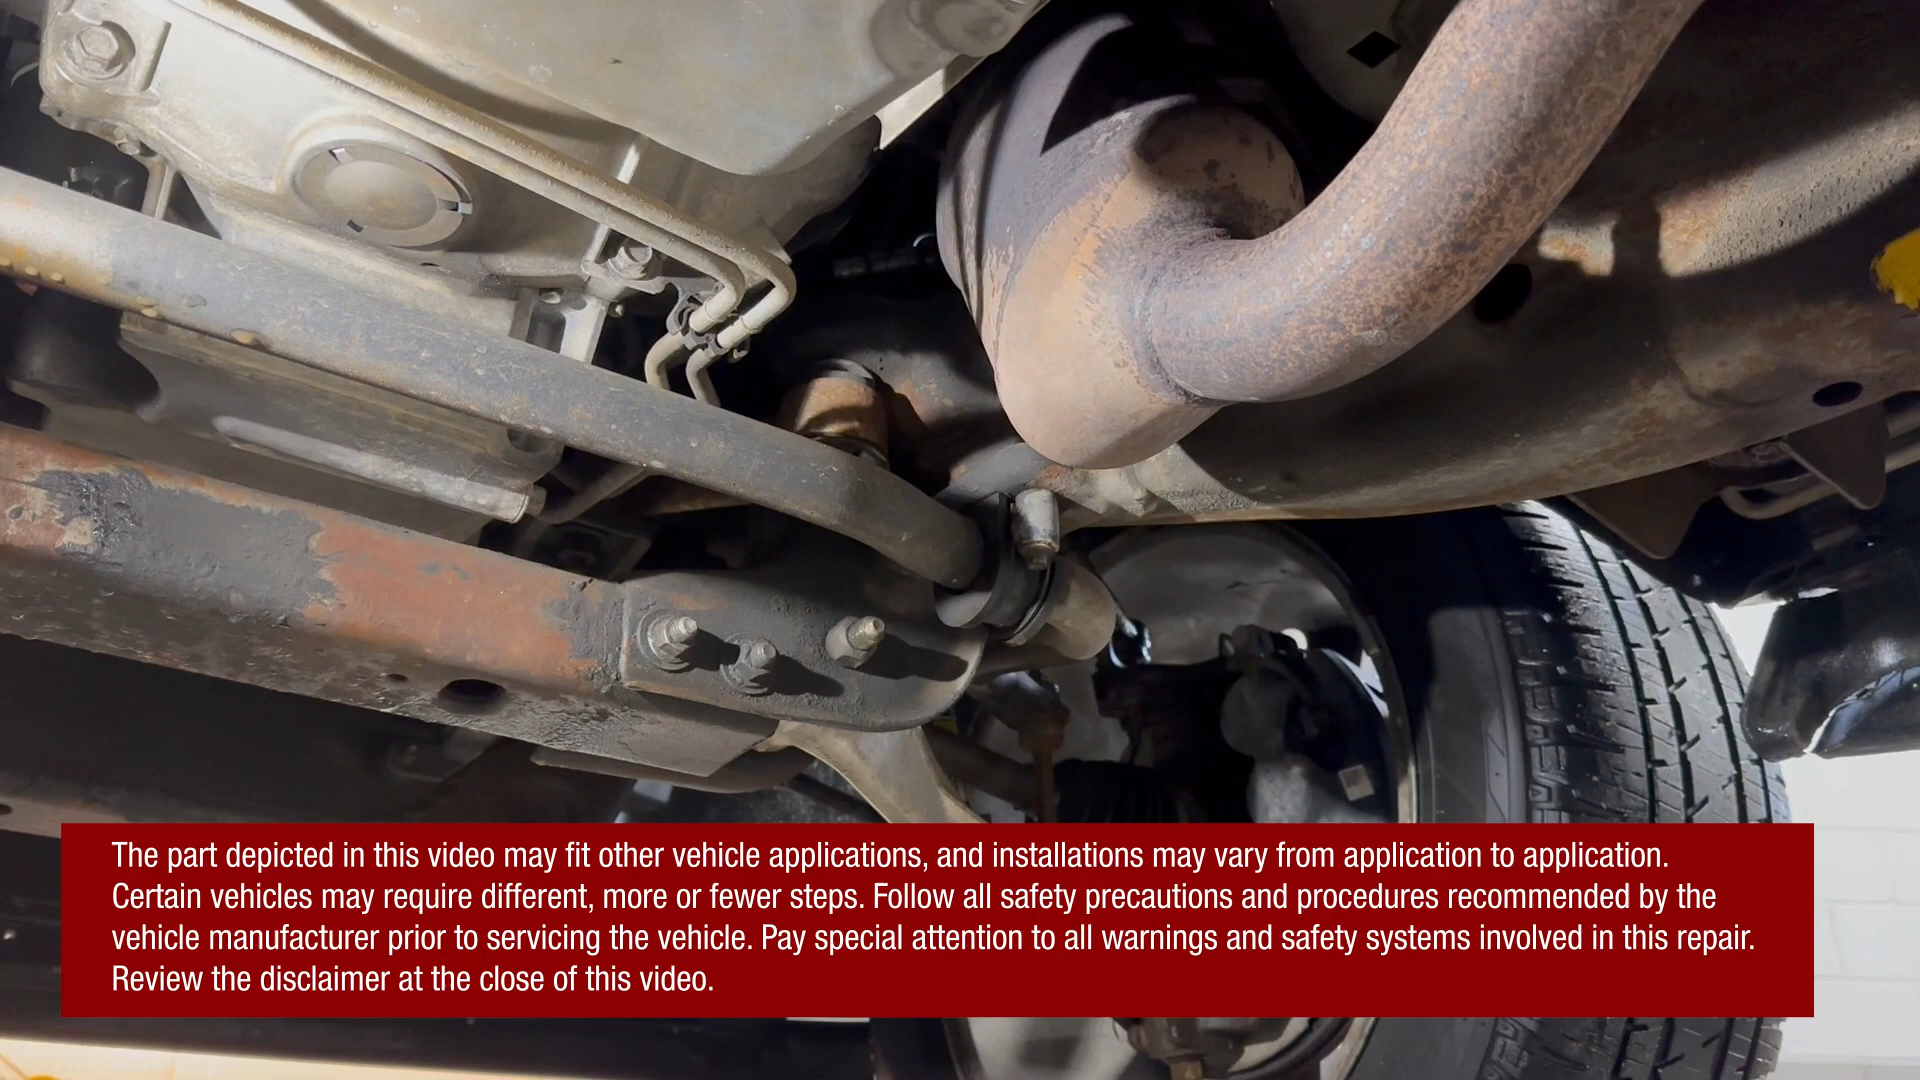 The part depicted in this video may fit other vehicle applications, and installations may vary from application to application.
Certain vehicles may require different, more or fewer steps. Follow all safety precautions and procedures recommended by the
vehicle manufacturer prior to servicing the vehicle. Pay special attention to all warnings and safety systems involved in this repair.
Review the disclaimer at the close of this video.